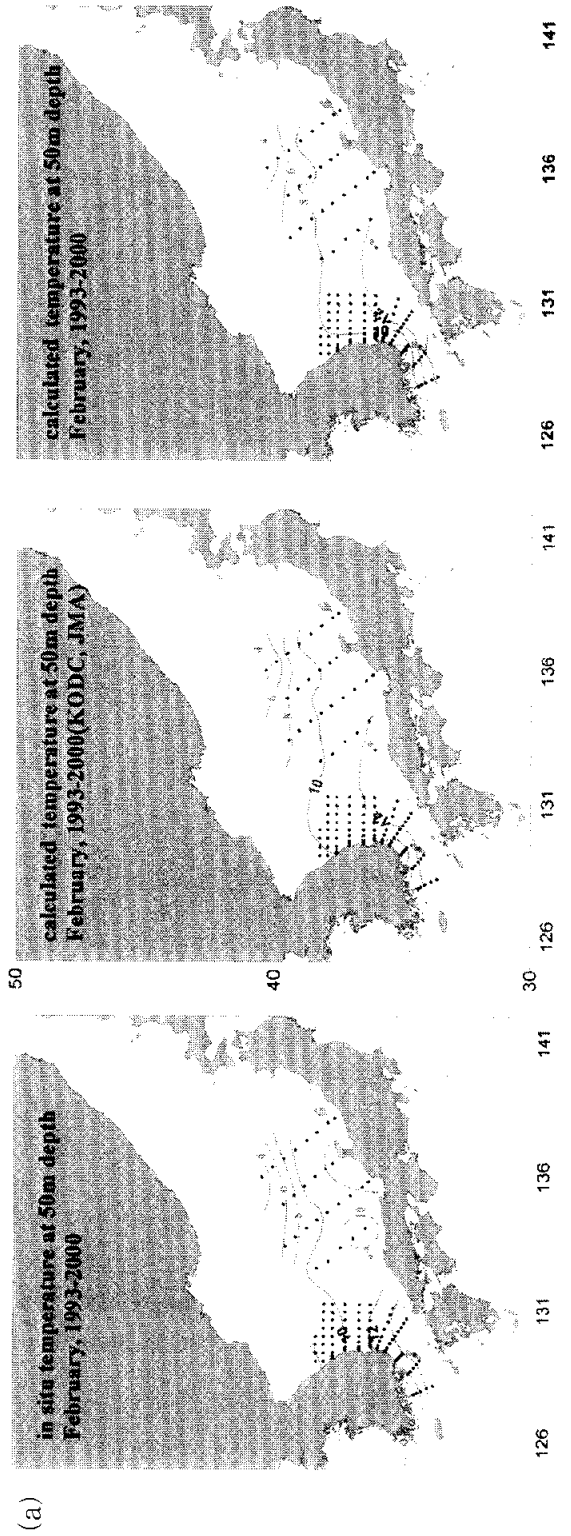 (a)
in situ temperature at 50m depth
February, 1993-2000
126
131
136
141
50
40
30
calculated temperature at 50m depth
February, 1993-2000(KODC, JMA)
10
126
131
136
141
calculated temperature at 50m depth
February, 1993-2000
126
131
136
141